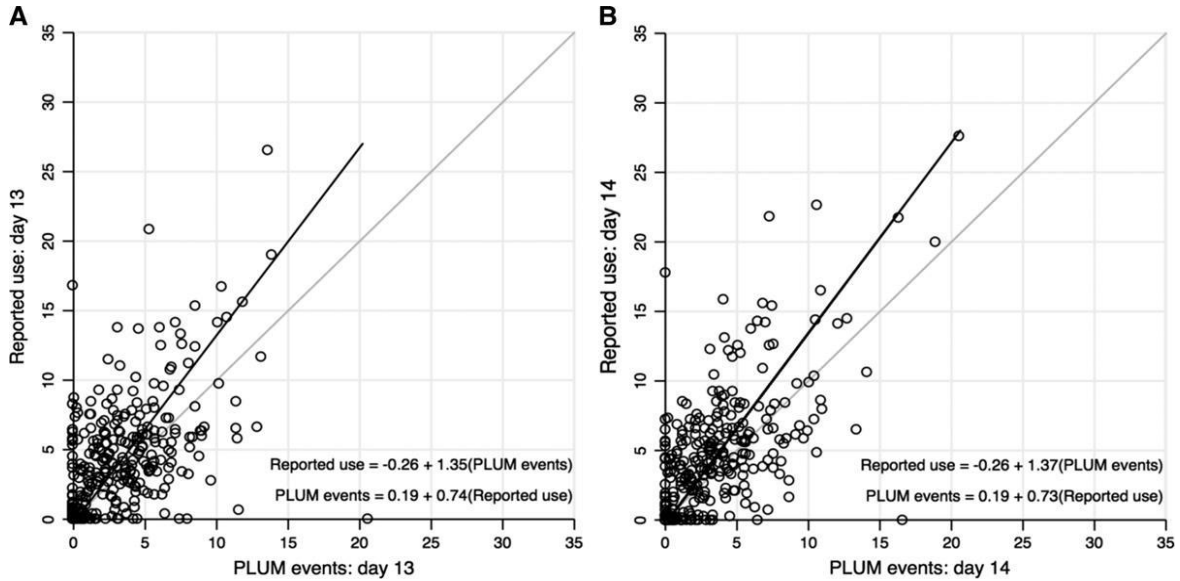 A
Reported use: day 13
35
30
25
20
15
10
5
0
Reported use = -0.26 + 1.35(PLUM events)
PLUM events = 0.19 + 0.74(Reported use)
0 5 10 15 20 25 30 35
PLUM events: day 13
B
Reported use: day 14
35
30
25
20
15
10
5
0
Reported use = -0.26 + 1.37(PLUM events)
PLUM events = 0.19 + 0.73(Reported use)
0 5 10 15 20 25 30 35
PLUM events: day 14